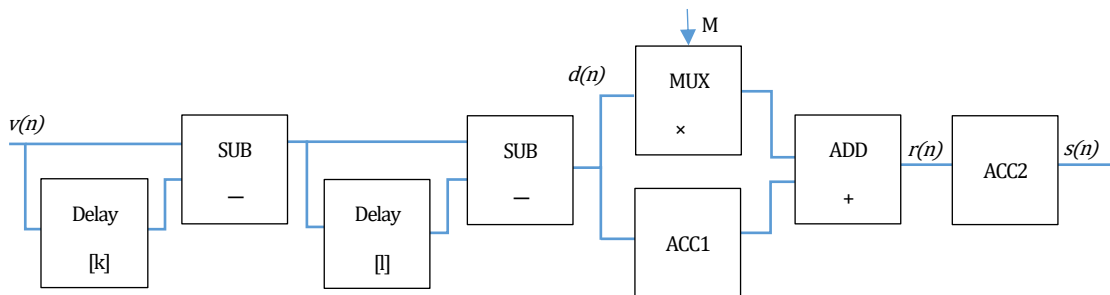 M
d(n)
MUX
×
v(n)
SUB
—
SUB
—
ADD
+
r(n)
ACC2
s(n)
Delay
[k]
Delay
[l]
ACC1